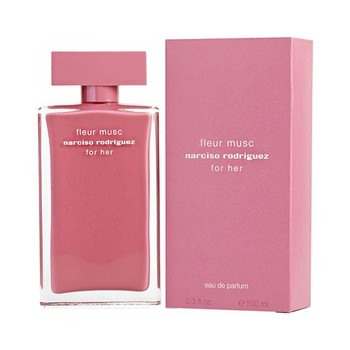 fleur musc
narciso rodriguez
for her
fleur musc
narciso rodriguez
for her
eau de parfum
3.3 fl. oz. e 100 ml